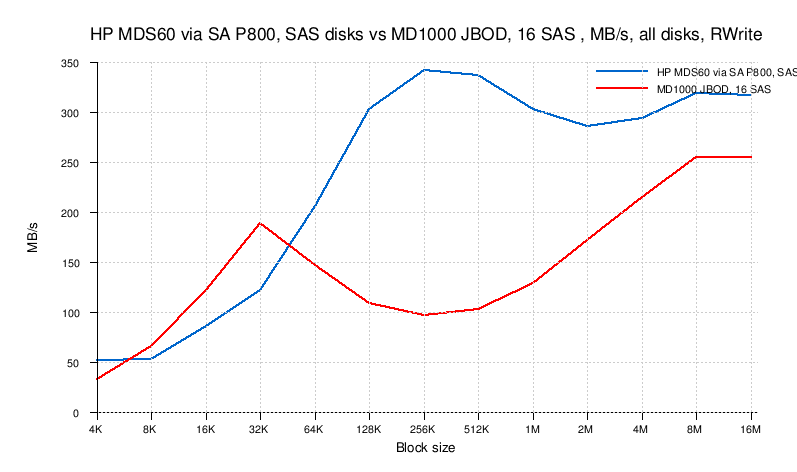 HP MDS60 via SA P800, SAS disks vs MD1000 JBOD, 16 SAS , MB/s, all disks, RWrite
HP MDS60 via SA P800, SAS
MD1000 JBOD, 16 SAS
350
300
250
200
150
100
50
0
MB/s
4K 8K 16K 32K 64K 128K 256K 512K 1M 2M 4M 8M 16M
Block size